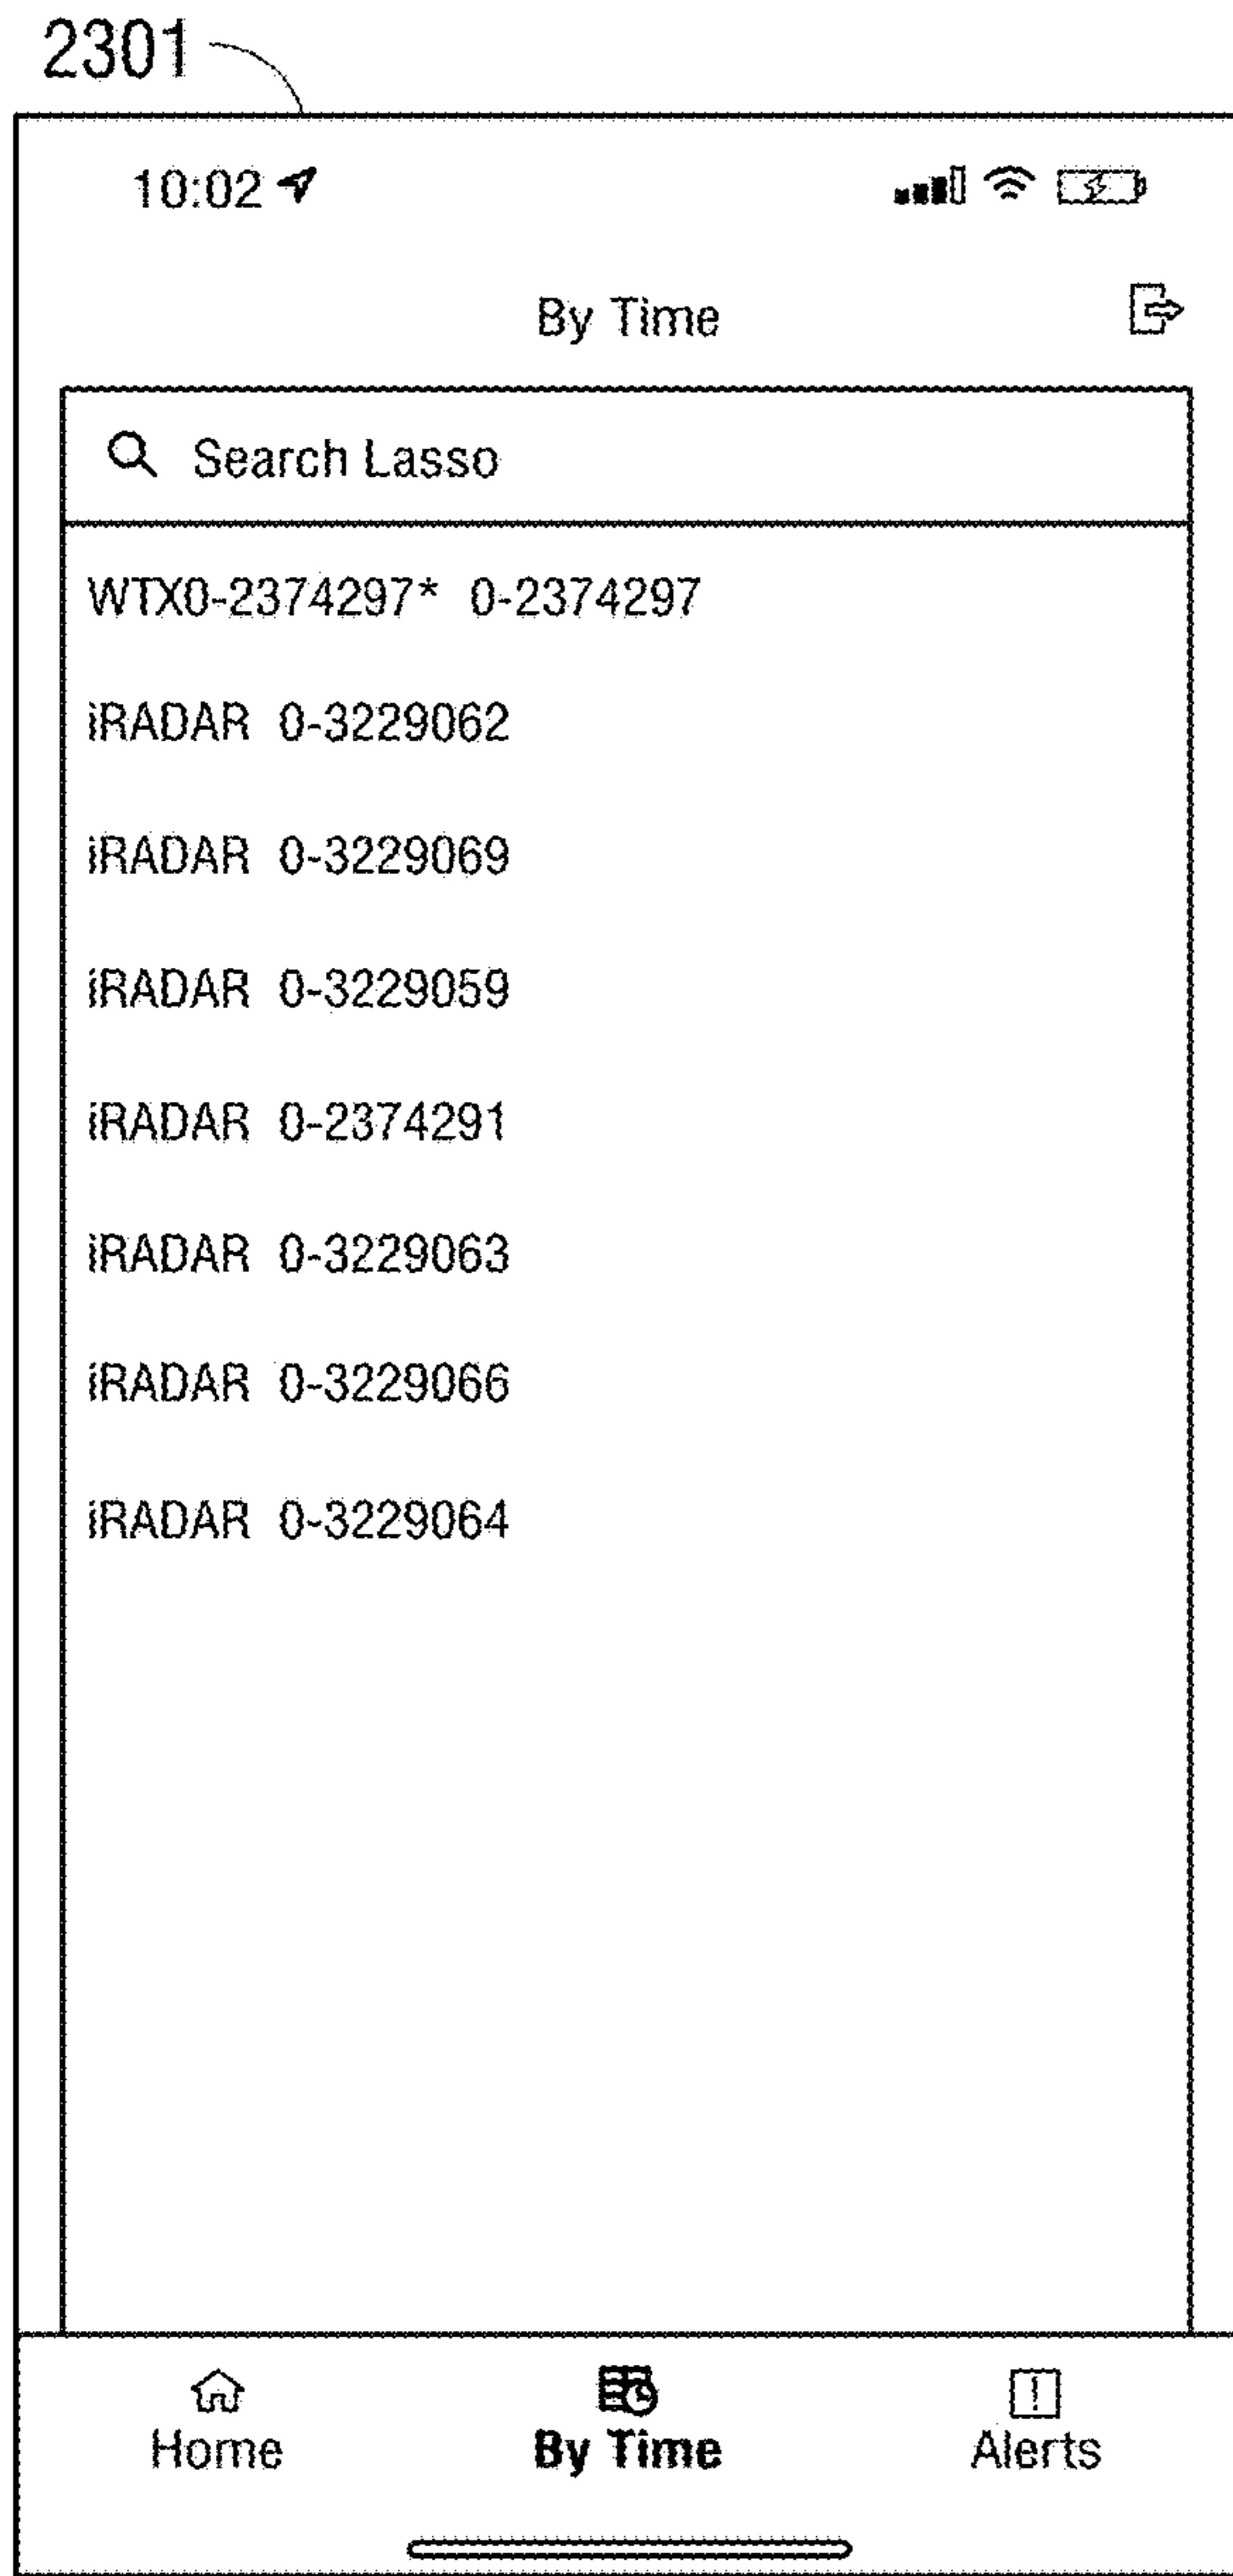 2301
10:02
By Time
Search Lasso
WTX0-2374297* 0-2374297
iRADAR 0-3229062
iRADAR 0-3229069
iRADAR 0-3229059
iRADAR 0-2374291
iRADAR 0-3229063
iRADAR 0-3229066
iRADAR 0-3229064
Home By Time Alerts